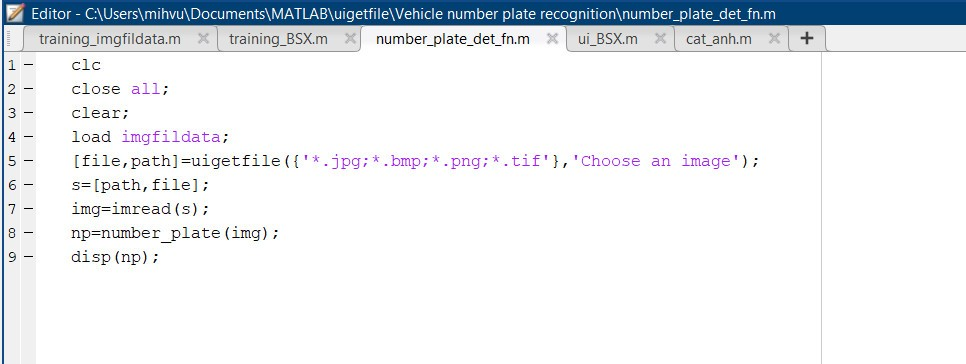 Editor - C:\Users\mihvu\Documents\MATLAB\uigetfile\Vehicle number plate recognition\number_plate_det_fn.m
training_imgfildata.m × training_BSX.m × number_plate_det_fn.m × ui_BSX.m × cat_anh.m × +
1 - clc
2 - close all;
3 - clear;
4 - load imgfildata;
5 - [file,path]=uigetfile({'*.jpg;*.bmp;*.png;*.tif'},'Choose an image');
6 - s=[path,file];
7 - img=imread(s);
8 - np=number_plate(img);
9 - disp(np);